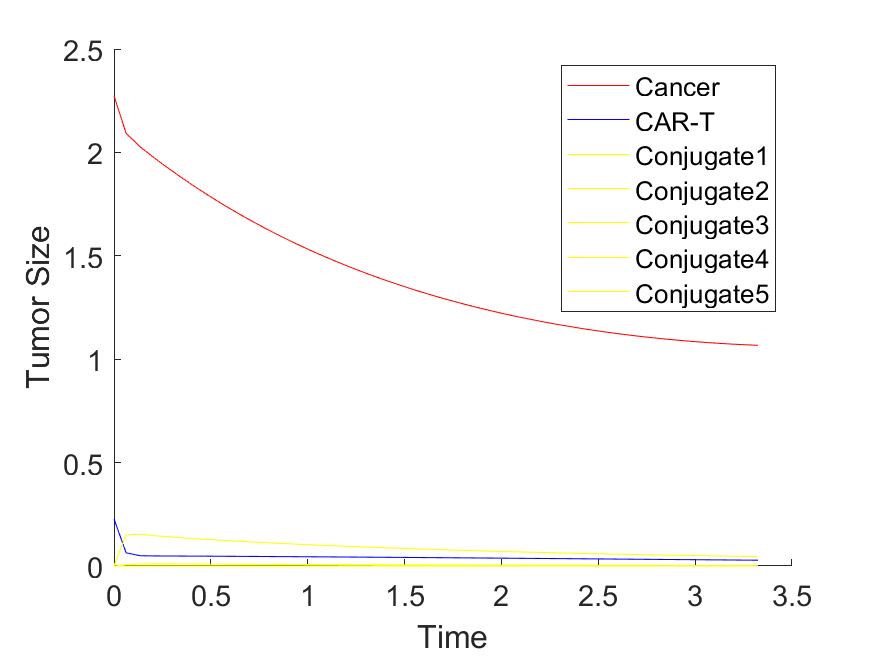 2.5
2
1.5
1
0.5
0
0
0.5
1
1.5
2
2.5
3
3.5
Tumor Size
Time
Cancer
CAR-T
Conjugate1
Conjugate2
Conjugate3
Conjugate4
Conjugate5